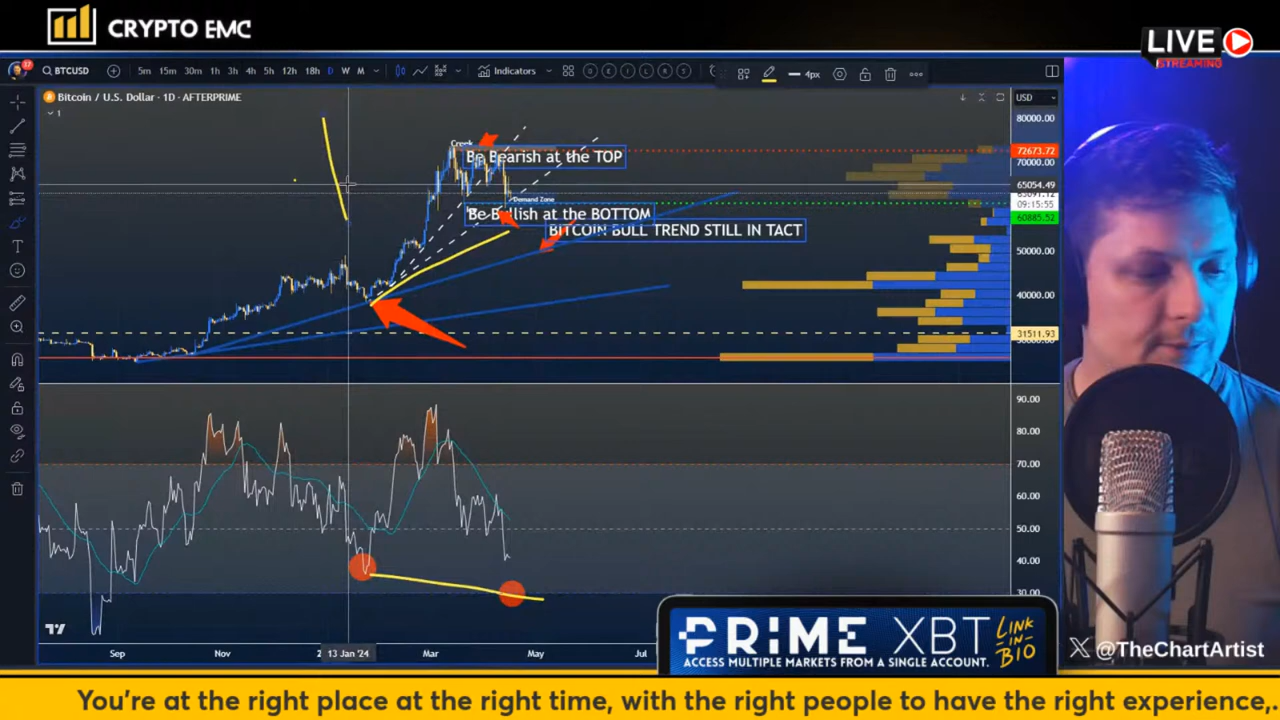 CRYPTO EMC
LIVE
STREAMING
BTCUSD
5m 15m 30m 1h 3h 4h 5h 12h 18h D W M
Indicators
D E I L R S
4px
Bitcoin / U.S. Dollar · 1D · AFTERPRIME
1
USD
80000.00
72673.72
70000.00
65054.49
09:15:55
60885.52
50000.00
40000.00
31511.93
Creek
Be Bearish at the TOP
Demand Zone
Be Bullish at the BOTTOM
BITCOIN BULL TREND STILL IN TACT
90.00
80.00
70.00
60.00
50.00
40.00
30.00
Sep
Nov
13 Jan '24
Mar
May
Jul
PRIME XBT
ACCESS MULTIPLE MARKETS FROM A SINGLE ACCOUNT.
LINK
IN
BIO
@TheChartArtist
You're at the right place at the right time, with the right people to have the right experience,.